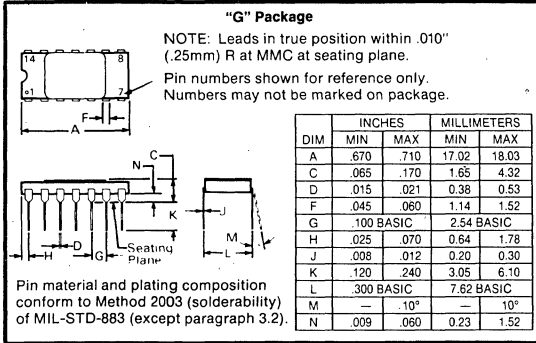 "G" Package
NOTE: Leads in true position within .010"
(.25mm) R at MMC at seating plane.
Pin numbers shown for reference only.
Numbers may not be marked on package.
14 8
1 7
F
A
C
N
K
J
M
L
D
H
G
Seating
Plane
INCHES MILLIMETERS
DIM MIN MAX MIN MAX
A .670 .710 17.02 18.03
C .065 .170 1.65 4.32
D .015 .021 0.38 0.53
F .045 .060 1.14 1.52
G .100 BASIC 2.54 BASIC
H .025 .070 0.64 1.78
J .008 .012 0.20 0.30
K .120 .240 3.05 6.10
L .300 BASIC 7.62 BASIC
M — .10° — 10°
N .009 .060 0.23 1.52
Pin material and plating composition
conform to Method 2003 (solderability)
of MIL-STD-883 (except paragraph 3.2).